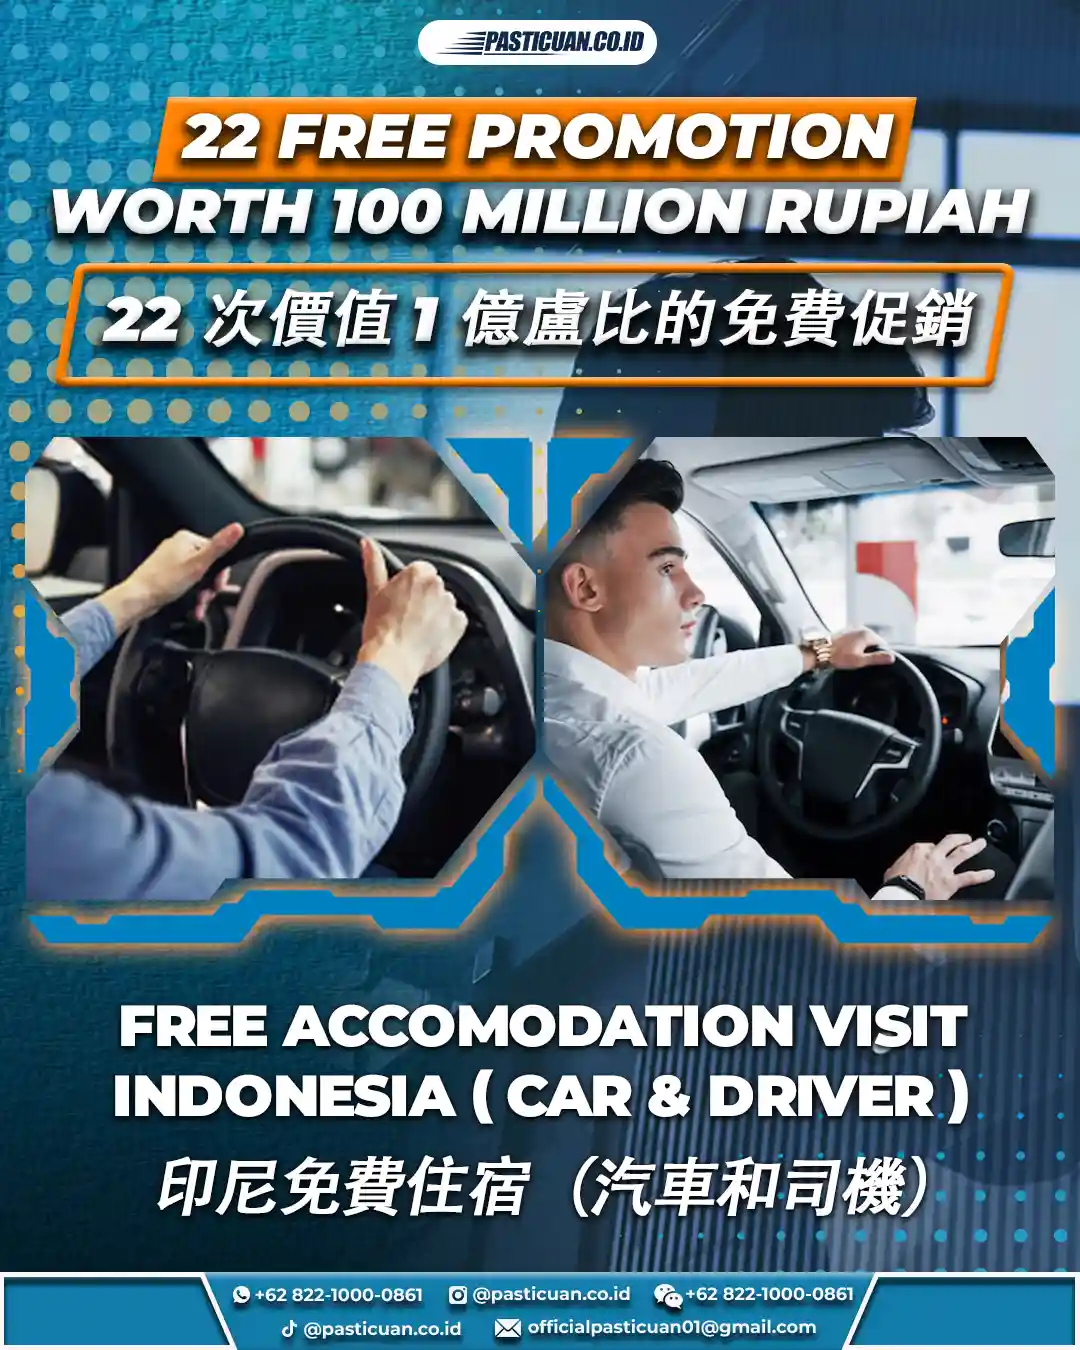 PASTICUAN.CO.ID
22 FREE PROMOTION
WORTH 100 MILLION RUPIAH
22 次價值 1 億盧比的免費促銷
FREE ACCOMODATION VISIT
INDONESIA ( CAR & DRIVER )
印尼免費住宿（汽車和司機）
+62 822-1000-0861 @pasticuan.co.id +62 822-1000-0861
@pasticuan.co.id officialpasticuan01@gmail.com